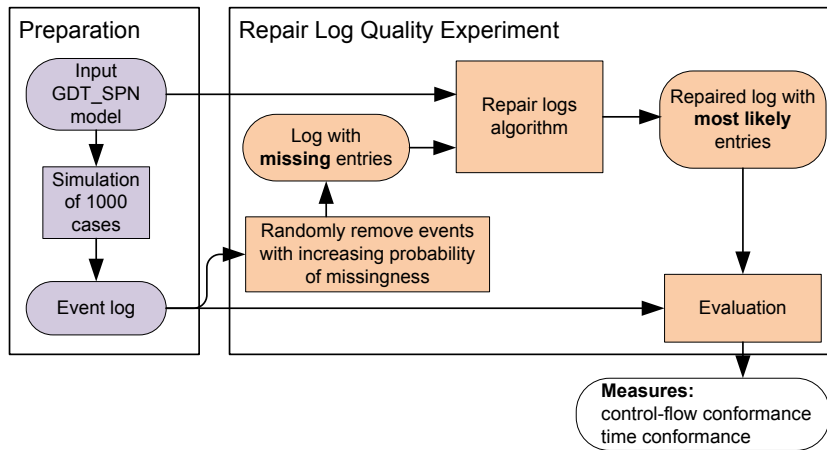 Preparation
Input
GDT_SPN
model
Simulation
of 1000
cases
Event log
Repair Log Quality Experiment
Log with
missing entries
Randomly remove events
with increasing probability
of missingness
Repair logs
algorithm
Repaired log with
most likely
entries
Evaluation
Measures:
control-flow conformance
time conformance